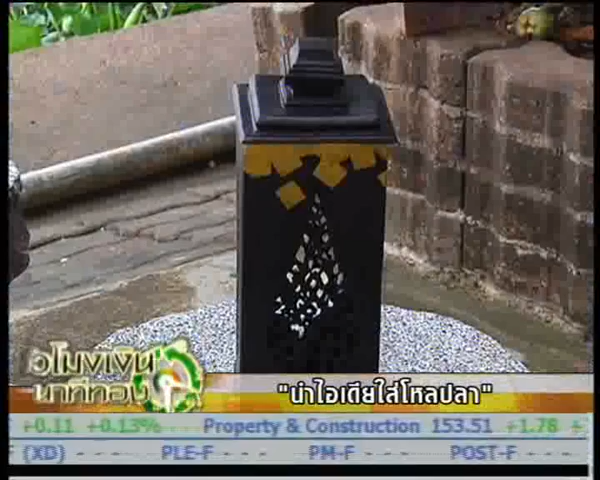 ชั่วโมงเงิน
นาทีทอง
"นำไอเดียใส่โหลปลา"
+0.11 +0.13% Property & Construction 153.51 +1.78 +
F (XD) - - - PLE-F - - - PM-F - - - POST-F - - -